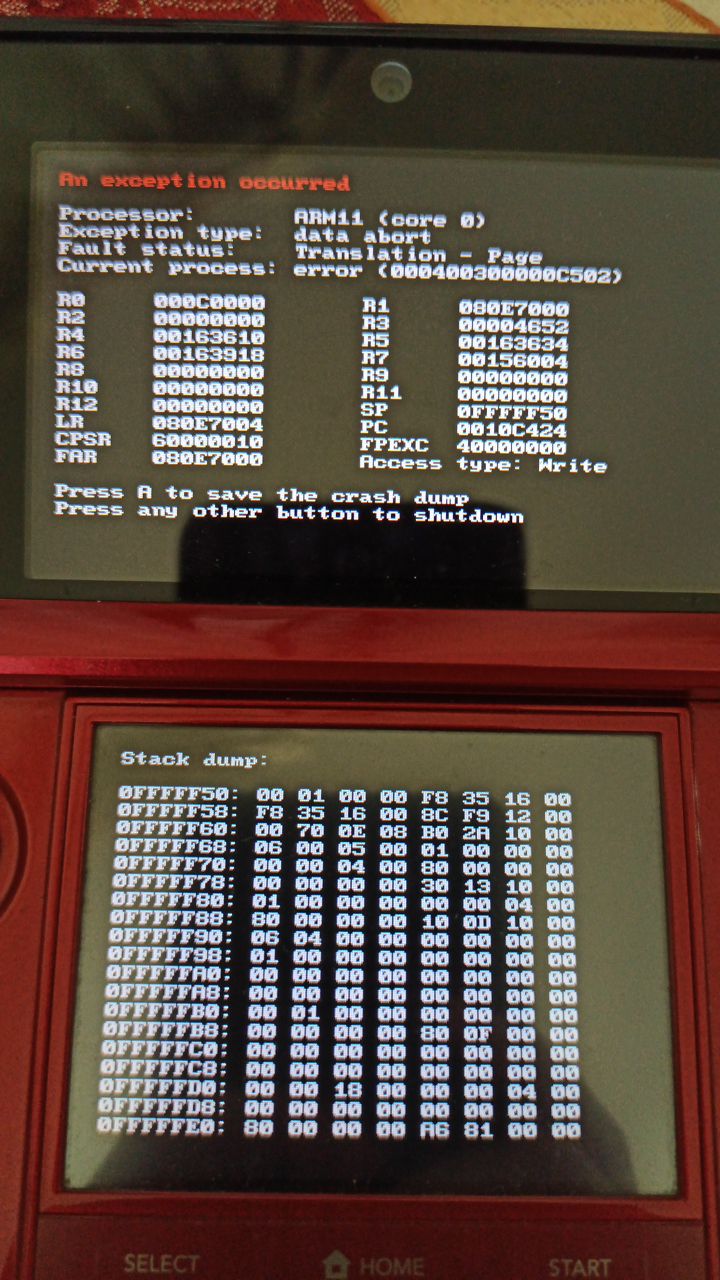 An exception occurred
Processor: ARM11 (core 0)
Exception type: data abort
Fault status: Translation - Page
Current process: error (000400300000C502)
R0 000C0000 R1 080E7000
R2 00000000 R3 00004652
R4 00163610 R5 00163634
R6 00163918 R7 00156004
R8 00000000 R9 00000000
R10 00000000 R11 00000000
R12 00000000 SP 0FFFFF50
LR 080E7004 PC 0010C424
CPSR 60000010 FPEXC 40000000
FAR 080E7000 Access type: Write
Press A to save the crash dump
Press any other button to shutdown
Stack dump:
0FFFFF50: 00 01 00 00 F8 35 16 00
0FFFFF58: F8 35 16 00 8C F9 12 00
0FFFFF60: 00 70 0E 08 B0 2A 10 00
0FFFFF68: 06 00 05 00 01 00 00 00
0FFFFF70: 00 00 04 00 80 00 00 00
0FFFFF78: 00 00 00 00 30 13 10 00
0FFFFF80: 01 00 00 00 00 00 04 00
0FFFFF88: 80 00 00 00 10 0D 10 00
0FFFFF90: 06 04 00 00 00 00 00 00
0FFFFF98: 01 00 00 00 00 00 00 00
0FFFFFA0: 00 00 00 00 00 00 00 00
0FFFFFA8: 00 00 00 00 00 00 00 00
0FFFFFB0: 00 01 00 00 00 00 00 00
0FFFFFB8: 00 00 00 00 80 0F 00 00
0FFFFFC0: 00 00 00 00 00 00 00 00
0FFFFFC8: 00 00 00 00 00 00 00 00
0FFFFFD0: 00 00 18 00 00 00 04 00
0FFFFFD8: 00 00 00 00 00 00 00 00
0FFFFFE0: 80 00 00 00 A6 81 00 00
SELECT HOME START